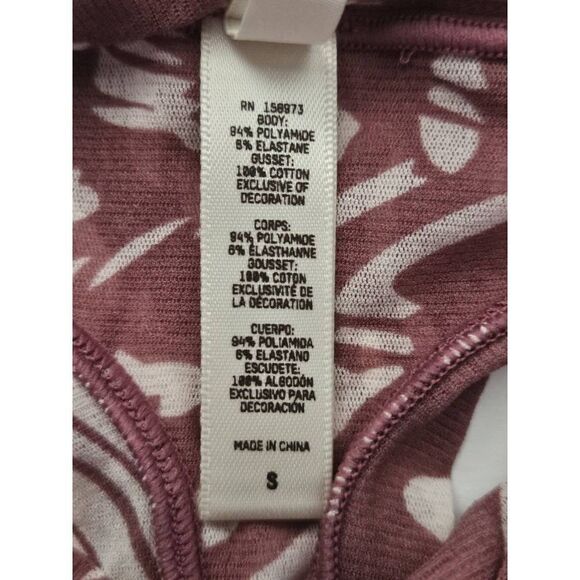 RN 156973
BODY:
94% POLYAMIDE
6% ELASTANE
GUSSET:
100% COTTON
EXCLUSIVE OF
DECORATION
CORPS:
94% POLYAMIDE
6% ÉLASTHANNE
GOUSSET:
100% COTON
EXCLUSIVITÉ DE
LA DÉCORATION
CUERPO:
94% POLIAMIDA
6% ELASTANO
ESCUDETE:
100% ALGODÓN
EXCLUSIVO PARA
DECORACIÓN
MADE IN CHINA
S